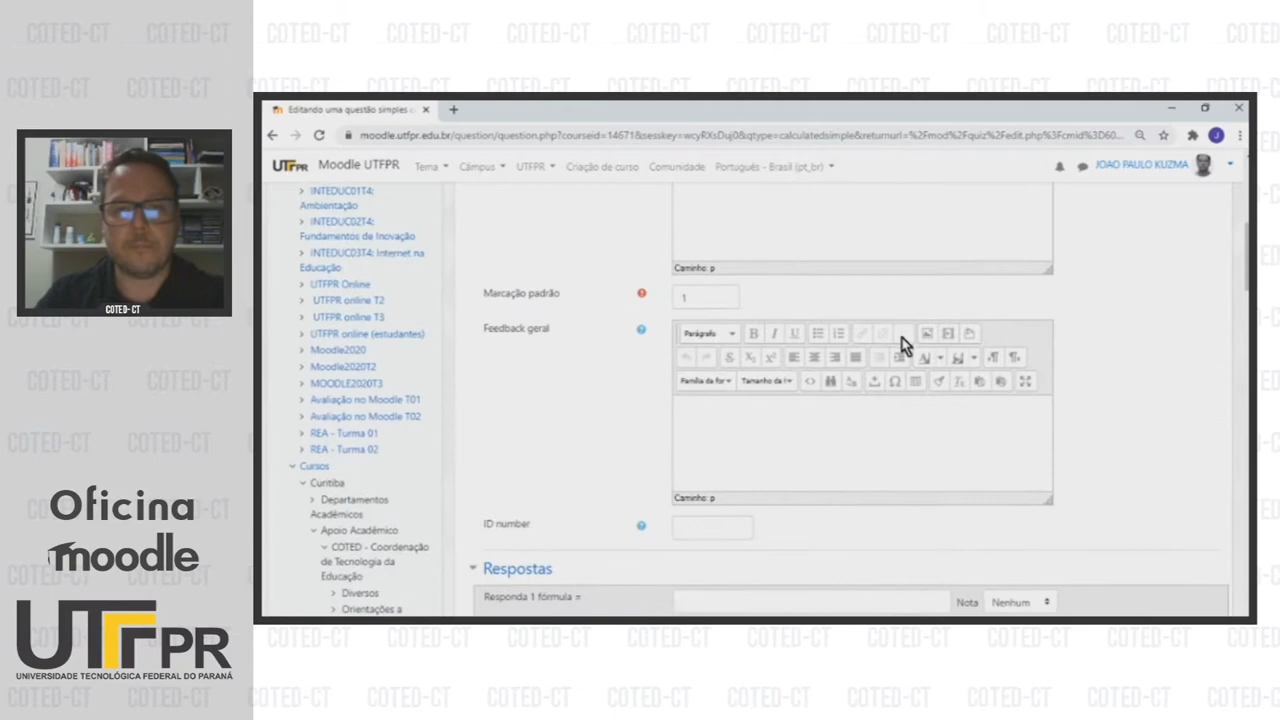 COTED-CT
Oficina
moodle
UTFPR
UNIVERSIDADE TECNOLÓGICA FEDERAL DO PARANÁ
Editando uma questão simples
moodle.utfpr.edu.br/question/question.php?courseid=14671&sesskey=wcyRXsDuj0&qtype=calculatedsimple&returnurl=%2Fmod%2Fquiz%2Fedit.php%3Fcmid%3D60...
UTFPR Moodle UTFPR Tema Câmpus UTFPR Criação de curso Comunidade Português - Brasil (pt_br) JOAO PAULO KUZMA
INTEDUC01T4:
Ambientação
INTEDUC02T4:
Fundamentos de Inovação
INTEDUC03T4: Internet na
Educação
UTFPR Online
UTFPR online T2
UTFPR online T3
UTFPR online (estudantes)
Moodle2020
Moodle2020T2
MOODLE2020T3
Avaliação no Moodle T01
Avaliação no Moodle T02
REA - Turma 01
REA - Turma 02
Cursos
Curitiba
Departamentos
Acadêmicos
Apoio Acadêmico
COTED - Coordenação
de Tecnologia da
Educação
Diversos
Orientações a
Caminho: p
Marcação padrão 1
Feedback geral
Parágrafo
Família da for Tamanho da l
Caminho: p
ID number
Respostas
Responda 1 fórmula = Nota Nenhum